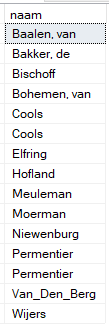 naam
Baalen, van
Bakker, de
Bischoff
Bohemen, van
Cools
Cools
Elfring
Hofland
Meuleman
Moerman
Niewenburg
Permentier
Permentier
Van_Den_Berg
Wijers